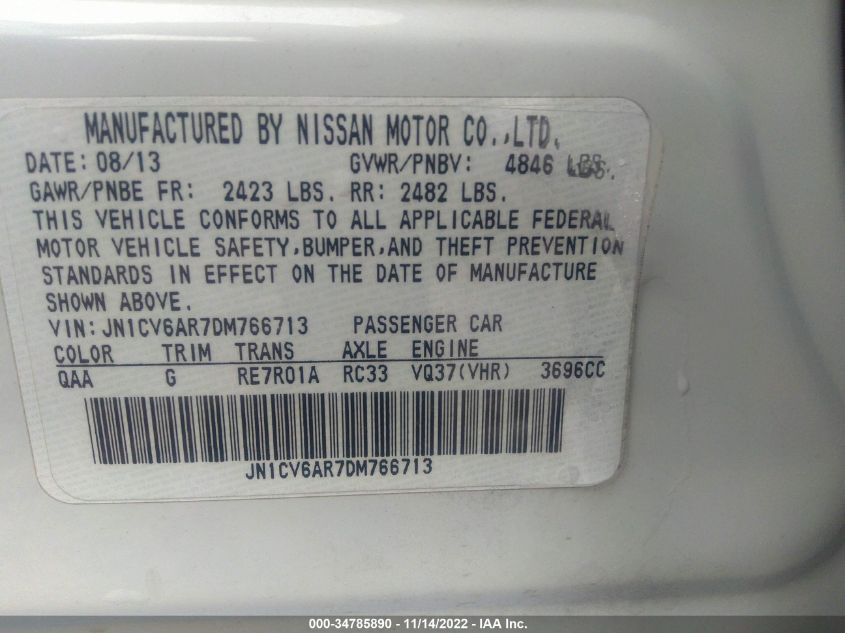 MANUFACTURED BY NISSAN MOTOR CO.,LTD.
DATE: 08/13 GVWR/PNBV: 4846 LBS.
GAWR/PNBE FR: 2423 LBS. RR: 2482 LBS.
THIS VEHICLE CONFORMS TO ALL APPLICABLE FEDERAL
MOTOR VEHICLE SAFETY,BUMPER,AND THEFT PREVENTION
STANDARDS IN EFFECT ON THE DATE OF MANUFACTURE
SHOWN ABOVE.
VIN:JN1CV6AR7DM766713 PASSENGER CAR
COLOR TRIM TRANS AXLE ENGINE
QAA G RE7R01A RC33 VQ37(VHR) 3696CC
JN1CV6AR7DM766713
000-34785890 - 11/14/2022 - IAA Inc.